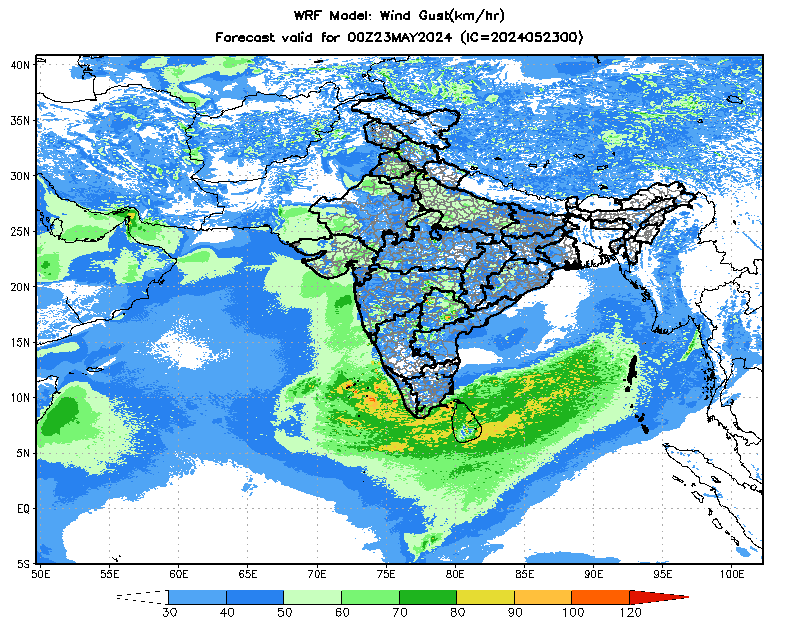 WRF Model: Wind Gust(km/hr)
Forecast valid for 00Z23MAY2024 (IC=2024052300)
40N
35N
30N
25N
20N
15N
10N
5N
EQ
5S
50E 55E 60E 65E 70E 75E 80E 85E 90E 95E 100E
30 40 50 60 70 80 90 100 120